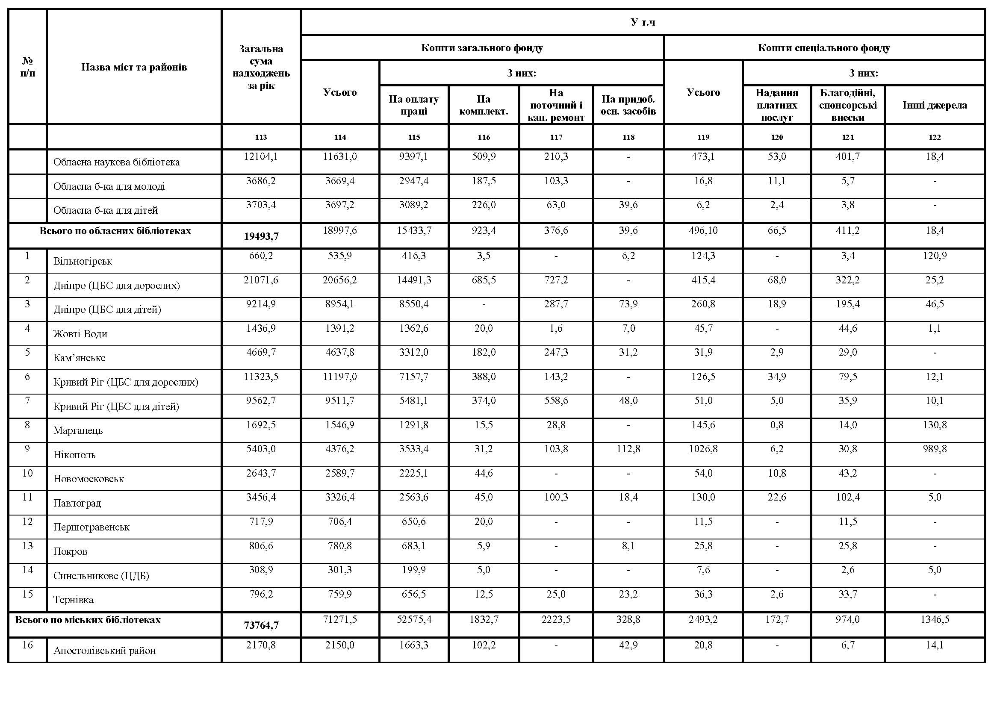 № п/п
Назва міст та районів
Загальна сума надходжень за рік
У т.ч
Кошти загального фонду
Кошти спеціального фонду
Усього
З них:
Усього
З них:
На оплату праці
На комплект.
На поточний і кап. ремонт
На придоб. осн. засобів
Надання платних послуг
Благодійні, спонсорські внески
Інші джерела
113 114 115 116 117 118 119 120 121 122
Обласна наукова бібліотека 12104,1 11631,0 9397,1 509,9 210,3 - 473,1 53,0 401,7 18,4
Обласна б-ка для молоді 3686,2 3669,4 2947,4 187,5 103,3 - 16,8 11,1 5,7 -
Обласна б-ка для дітей 3703,4 3697,2 3089,2 226,0 63,0 39,6 6,2 2,4 3,8 -
Всього по обласних бібліотеках 19493,7 18997,6 15433,7 923,4 376,6 39,6 496,10 66,5 411,2 18,4
1 Вільногірськ 660,2 535,9 416,3 3,5 - 6,2 124,3 - 3,4 120,9
2 Дніпро (ЦБС для дорослих) 21071,6 20656,2 14491,3 685,5 727,2 - 415,4 68,0 322,2 25,2
3 Дніпро (ЦБС для дітей) 9214,9 8954,1 8550,4 - 287,7 73,9 260,8 18,9 195,4 46,5
4 Жовті Води 1436,9 1391,2 1362,6 20,0 1,6 7,0 45,7 - 44,6 1,1
5 Кам’янське 4669,7 4637,8 3312,0 182,0 247,3 31,2 31,9 2,9 29,0 -
6 Кривий Ріг (ЦБС для дорослих) 11323,5 11197,0 7157,7 388,0 143,2 - 126,5 34,9 79,5 12,1
7 Кривий Ріг (ЦБС для дітей) 9562,7 9511,7 5481,1 374,0 558,6 48,0 51,0 5,0 35,9 10,1
8 Марганець 1692,5 1546,9 1291,8 15,5 28,8 - 145,6 0,8 14,0 130,8
9 Нікополь 5403,0 4376,2 3533,4 31,2 103,8 112,8 1026,8 6,2 30,8 989,8
10 Новомосковськ 2643,7 2589,7 2225,1 44,6 - - 54,0 10,8 43,2 -
11 Павлоград 3456,4 3326,4 2563,6 45,0 100,3 18,4 130,0 22,6 102,4 5,0
12 Першотравенськ 717,9 706,4 650,6 20,0 - - 11,5 - 11,5 -
13 Покров 806,6 780,8 683,1 5,9 - 8,1 25,8 - 25,8 -
14 Синельникове (ЦДБ) 308,9 301,3 199,9 5,0 - - 7,6 - 2,6 5,0
15 Тернівка 796,2 759,9 656,5 12,5 25,0 23,2 36,3 2,6 33,7 -
Всього по міських бібліотеках 73764,7 71271,5 52575,4 1832,7 2223,5 328,8 2493,2 172,7 974,0 1346,5
16 Апостолівський район 2170,8 2150,0 1663,3 102,2 - 42,9 20,8 - 6,7 14,1